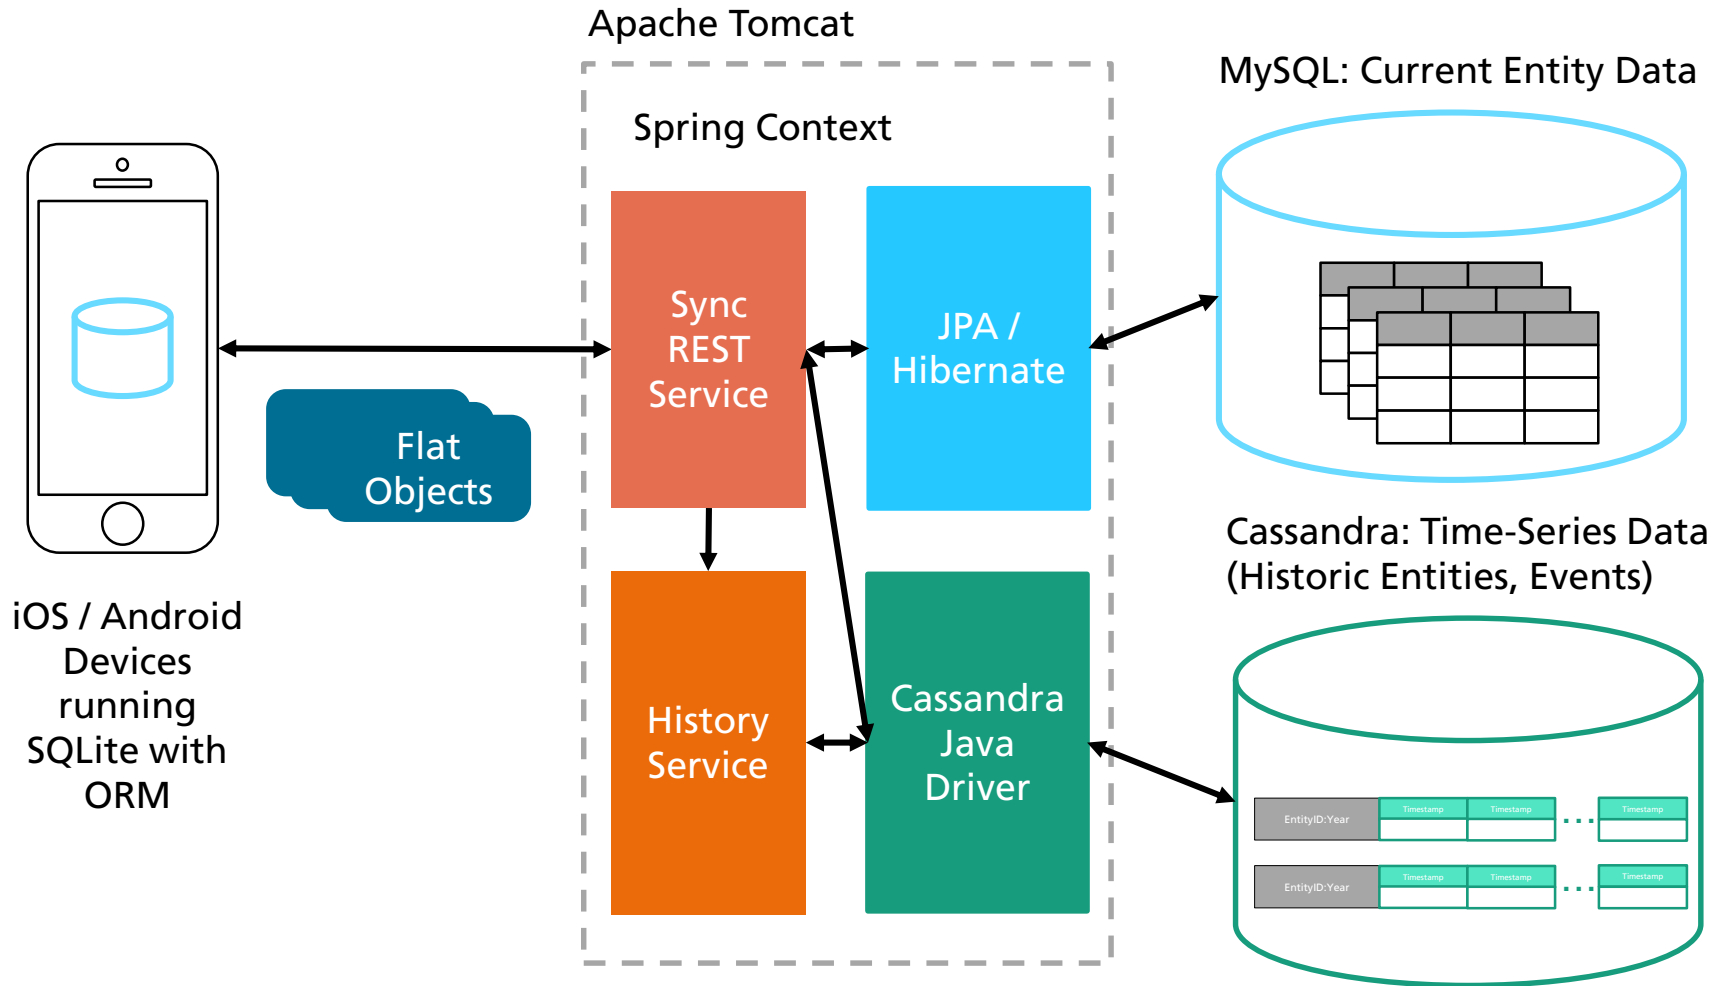 Apache Tomcat
Spring Context
MySQL: Current Entity Data
Sync
REST
Service
JPA /
Hibernate
Flat
Objects
iOS / Android
Devices
running
SQLite with
ORM
History
Service
Cassandra
Java
Driver
Cassandra: Time-Series Data
(Historic Entities, Events)
EntityID:Year Timestamp Timestamp ... Timestamp
EntityID:Year Timestamp Timestamp ... Timestamp